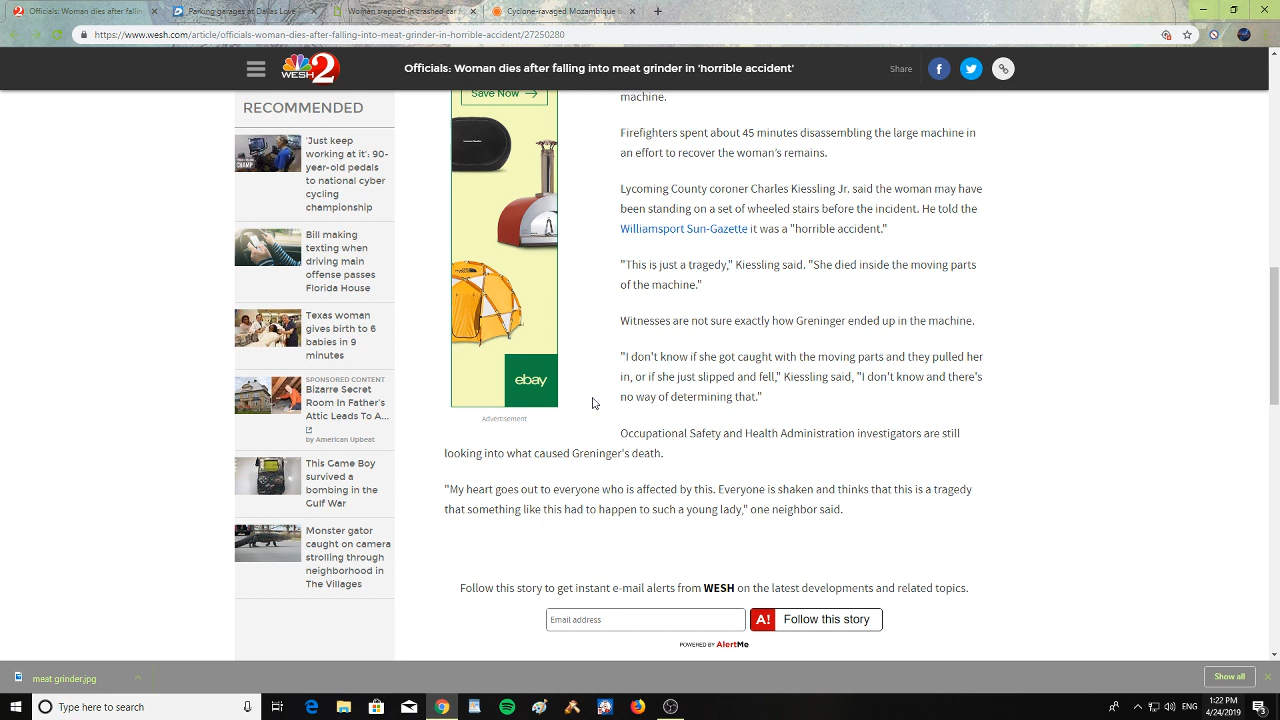 Officials: Woman dies after fallin
Parking garages at Dallas Love
Women trapped in crashed car f
Cyclone-ravaged Mozambique h
https://www.wesh.com/article/officials-woman-dies-after-falling-into-meat-grinder-in-horrible-accident/27250280
WESH 2
Officials: Woman dies after falling into meat grinder in 'horrible accident'
Share
RECOMMENDED
'Just keep
working at it': 90-
year-old pedals
to national cyber
cycling
championship
Bill making
texting when
driving main
offense passes
Florida House
Texas woman
gives birth to 6
babies in 9
minutes
SPONSORED CONTENT
Bizarre Secret
Room In Father's
Attic Leads To A...
by American Upbeat
This Game Boy
survived a
bombing in the
Gulf War
Monster gator
caught on camera
strolling through
neighborhood in
The Villages
Save Now →
ebay
Advertisement
machine.
Firefighters spent about 45 minutes disassembling the large machine in
an effort to recover the woman's remains.
Lycoming County coroner Charles Kiessling Jr. said the woman may have
been standing on a set of wheeled stairs before the incident. He told the
Williamsport Sun-Gazette it was a "horrible accident."
"This is just a tragedy," Kiessling said. "She died inside the moving parts
of the machine."
Witnesses are not sure exactly how Greninger ended up in the machine.
"I don't know if she got caught with the moving parts and they pulled her
in, or if she just slipped and fell," Kiessling said, "I don't know and there's
no way of determining that."
Occupational Safety and Health Administration investigators are still
looking into what caused Greninger's death.
"My heart goes out to everyone who is affected by this. Everyone is shaken and thinks that this is a tragedy
that something like this had to happen to such a young lady," one neighbor said.
Follow this story to get instant e-mail alerts from WESH on the latest developments and related topics.
Email address
A! Follow this story
POWERED BY AlertMe
meat grinder.jpg
Show all
Type here to search
ENG
1:22 PM
4/24/2019